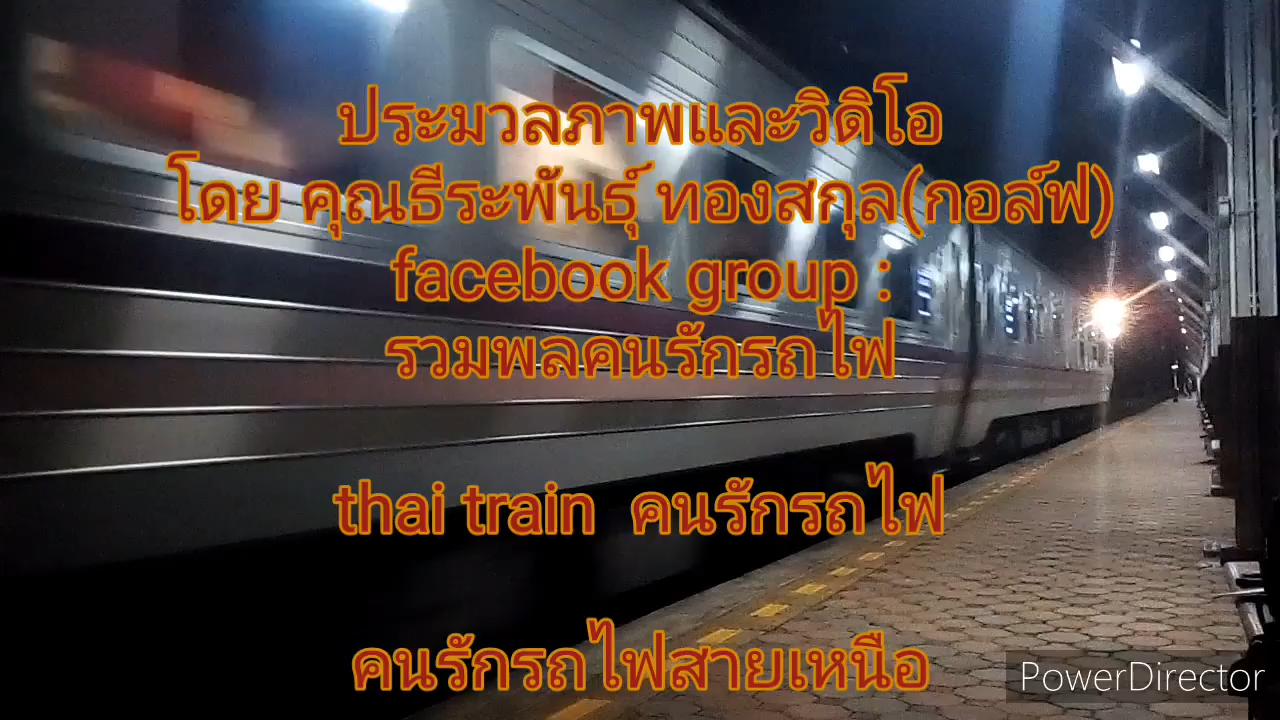 ประมวลภาพและวิดิโอ
โดย คุณธีระพันธุ์ ทองสกุล(กอล์ฟ)
facebook group :
รวมพลคนรักรถไฟ
thai train คนรักรถไฟ
คนรักรถไฟสายเหนือ
PowerDirector